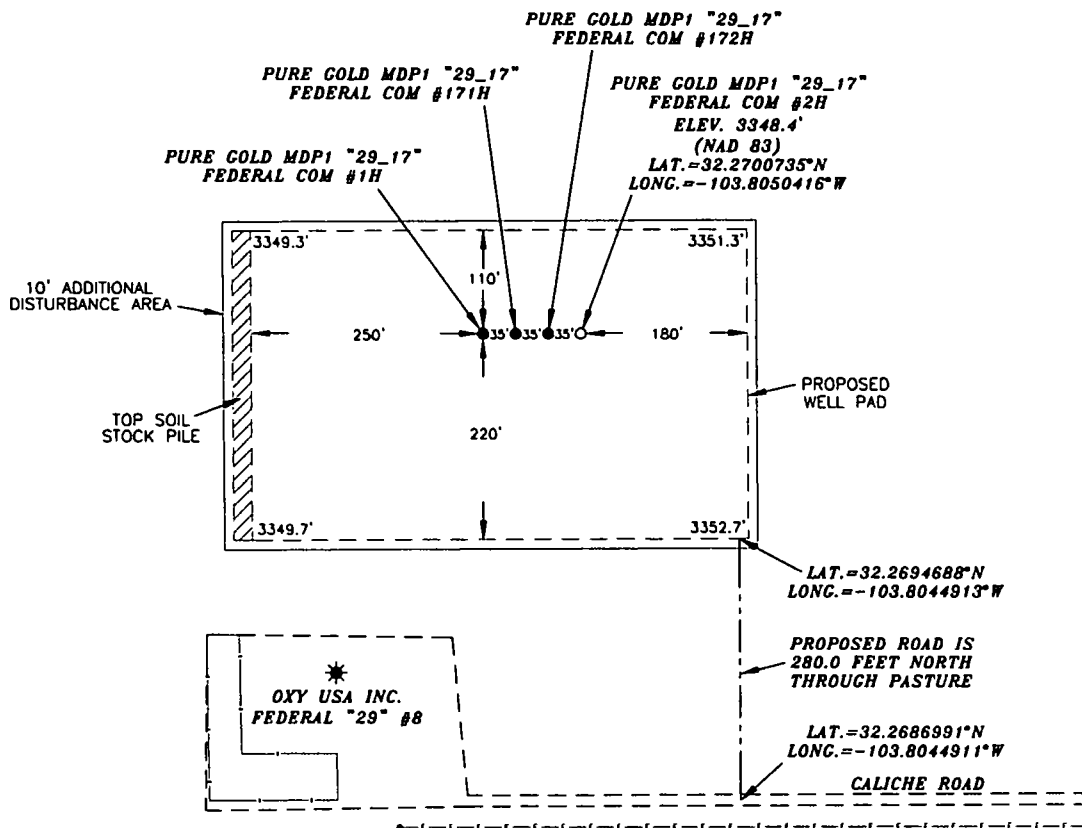 PURE GOLD MDP1 "29_17"
FEDERAL COM #172H
PURE GOLD MDP1 "29_17"
FEDERAL COM #171H
PURE GOLD MDP1 "29_17"
FEDERAL COM #2H
ELEV. 3348.4'
(NAD 83)
LAT.=32.2700735°N
LONG.=-103.8050416°W
PURE GOLD MDP1 "29_17"
FEDERAL COM #1H
3349.3'
3351.3'
110'
10' ADDITIONAL
DISTURBANCE AREA
250'
35'
35'
35'
180'
PROPOSED
WELL PAD
TOP SOIL
STOCK PILE
220'
3349.7'
3352.7'
LAT.=32.2694688°N
LONG.=-103.8044913°W
PROPOSED ROAD IS
280.0 FEET NORTH
THROUGH PASTURE
OXY USA INC.
FEDERAL "29" #8
LAT.=32.2686991°N
LONG.=-103.8044911°W
CALICHE ROAD